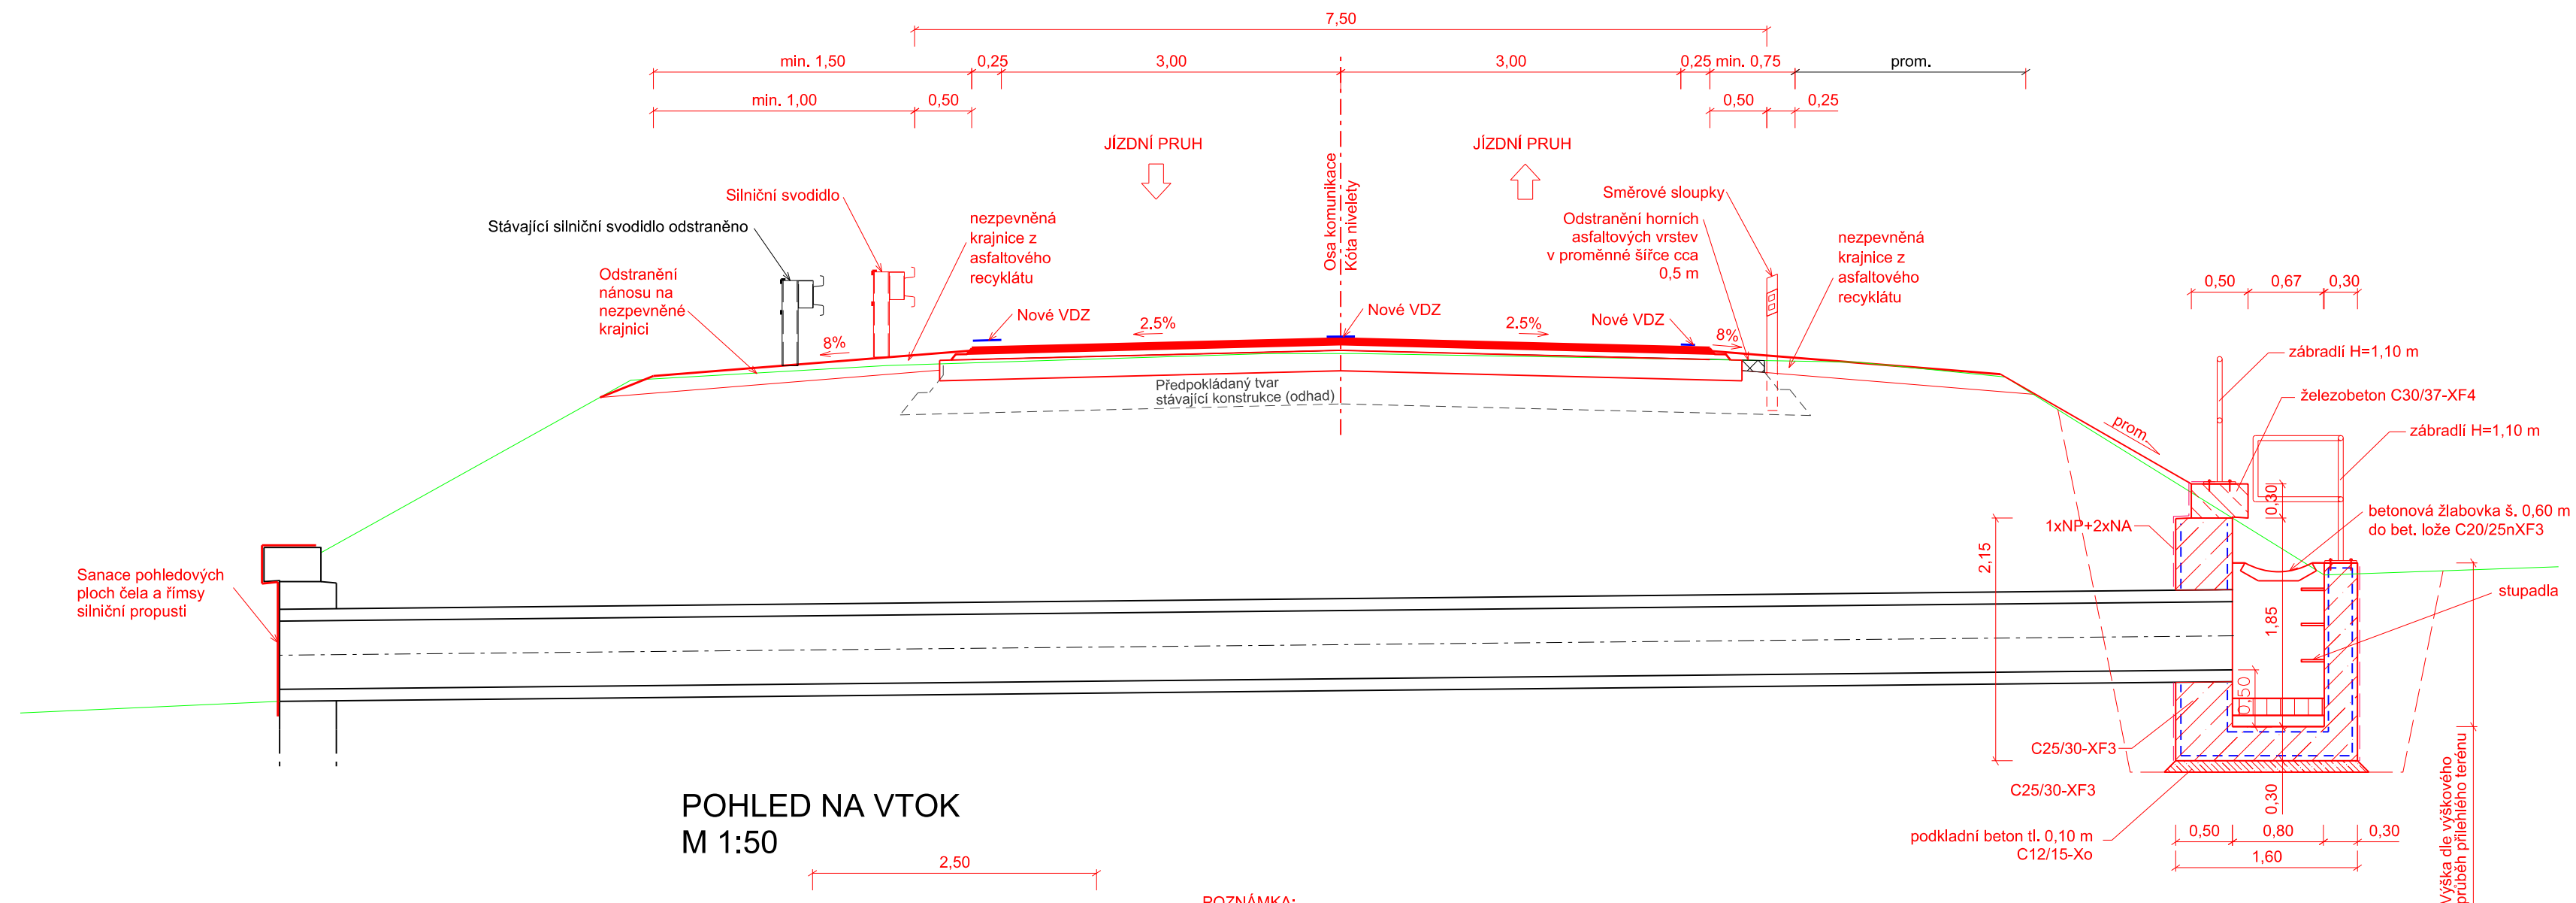 7,50
min. 1,50
0,25
3,00
3,00
0,25
min. 0,75
prom.
min. 1,00
0,50
0,50
0,25
JÍZDNÍ PRUH
JÍZDNÍ PRUH
Osa komunikace
Kóta nivelety
Silniční svodidlo
Stávající silniční svodidlo odstraněno
Odstranění
nánosu na
nezpevněné
krajnici
nezpevněná
krajnice z
asfaltového
recyklátu
Směrové sloupky
Odstranění horních
asfaltových vrstev
v proměnné šířce cca
0,5 m
nezpevněná
krajnice z
asfaltového
recyklátu
Nové VDZ
Nové VDZ
Nové VDZ
8%
2.5%
2.5%
8%
Předpokládaný tvar
stávající konstrukce (odhad)
0,50
0,67
0,30
zábradlí H=1,10 m
železobeton C30/37-XF4
zábradlí H=1,10 m
prom.
0,30
betonová žlabovka š. 0,60 m
do bet. lože C20/25nXF3
1xNP+2xNA
2,15
1,85
stupadla
0,50
Sanace pohledových
ploch čela a římsy
silniční propusti
C25/30-XF3
C25/30-XF3
0,30
podkladní beton tl. 0,10 m
C12/15-Xo
0,50
0,80
0,30
1,60
Výška dle výškového
průběh přilehlého terénu
POHLED NA VTOK
M 1:50
2,50
POZNÁMKA: